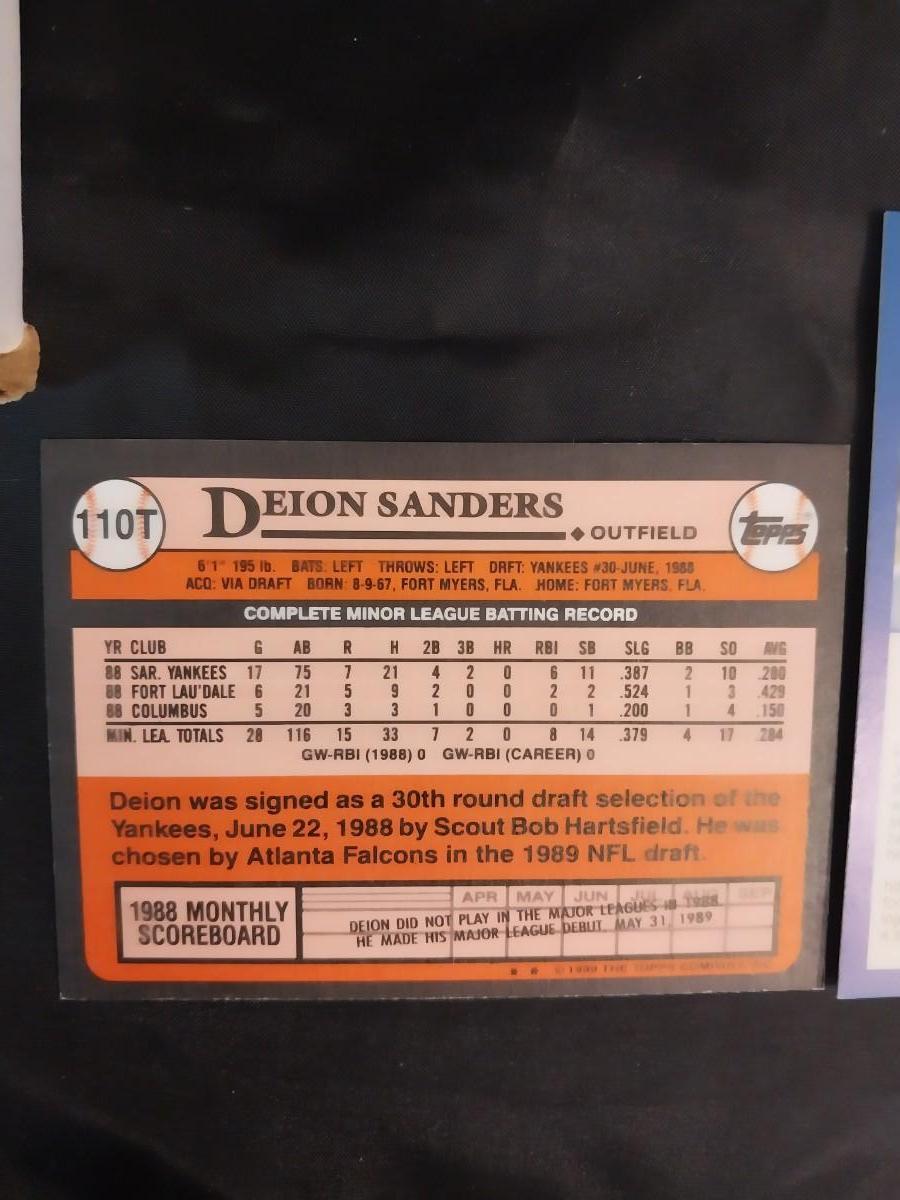 110T DEION SANDERS ◆ OUTFIELD topps
6'1" 195 lb. BATS: LEFT THROWS: LEFT DRFT: YANKEES #30-JUNE, 1988
ACQ: VIA DRAFT BORN: 8-9-67, FORT MYERS, FLA. HOME: FORT MYERS, FLA.
COMPLETE MINOR LEAGUE BATTING RECORD
YR CLUB G AB R H 2B 3B HR RBI SB SLG BB SO AVG
88 SAR. YANKEES 17 75 7 21 4 2 0 6 11 .387 2 10 .280
88 FORT LAU'DALE 6 21 5 9 2 0 0 2 2 .524 1 3 .429
88 COLUMBUS 5 20 3 3 1 0 0 0 1 .200 1 4 .150
MIN. LEA. TOTALS 28 116 15 33 7 2 0 8 14 .379 4 17 .284
GW-RBI (1988) 0 GW-RBI (CAREER) 0
Deion was signed as a 30th round draft selection of the
Yankees, June 22, 1988 by Scout Bob Hartsfield. He was
chosen by Atlanta Falcons in the 1989 NFL draft.
1988 MONTHLY
SCOREBOARD
APR MAY JUN JUL AUG SEP
DEION DID NOT PLAY IN THE MAJOR LEAGUES IN 1988.
HE MADE HIS MAJOR LEAGUE DEBUT, MAY 31, 1989
* * © 1989 THE TOPPS COMPANY, INC.